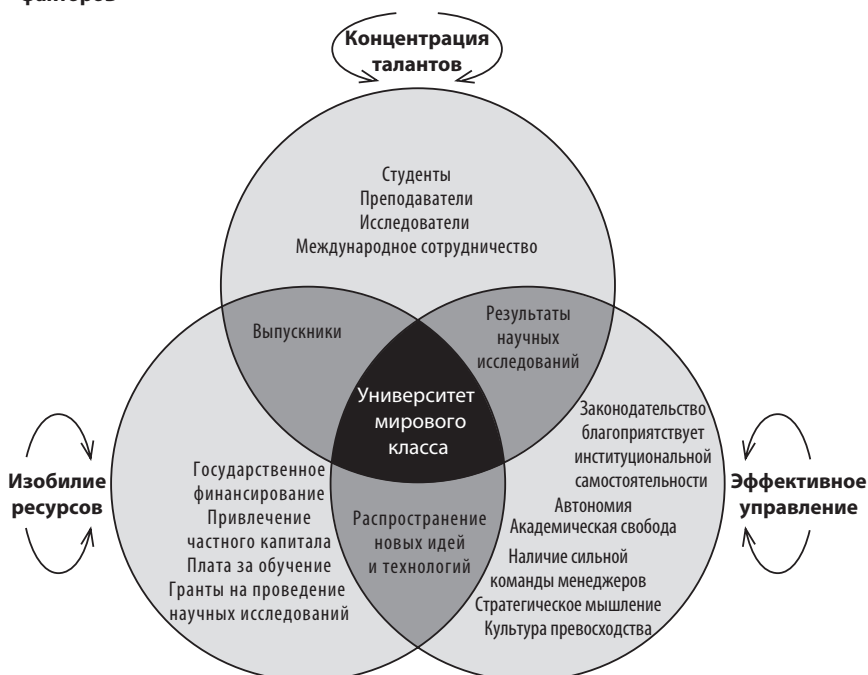 факторов
Концентрация
талантов
Студенты
Преподаватели
Исследователи
Международное сотрудничество
Выпускники
Результаты
научных
исследований
Университет
мирового
класса
Изобилие
ресурсов
Государственное
финансирование
Привлечение
частного капитала
Плата за обучение
Гранты на проведение
научных исследований
Распространение
новых идей
и технологий
Законодательство
благоприятствует
институциональной
самостоятельности
Автономия
Академическая свобода
Наличие сильной
команды менеджеров
Стратегическое мышление
Культура превосходства
Эффективное
управление